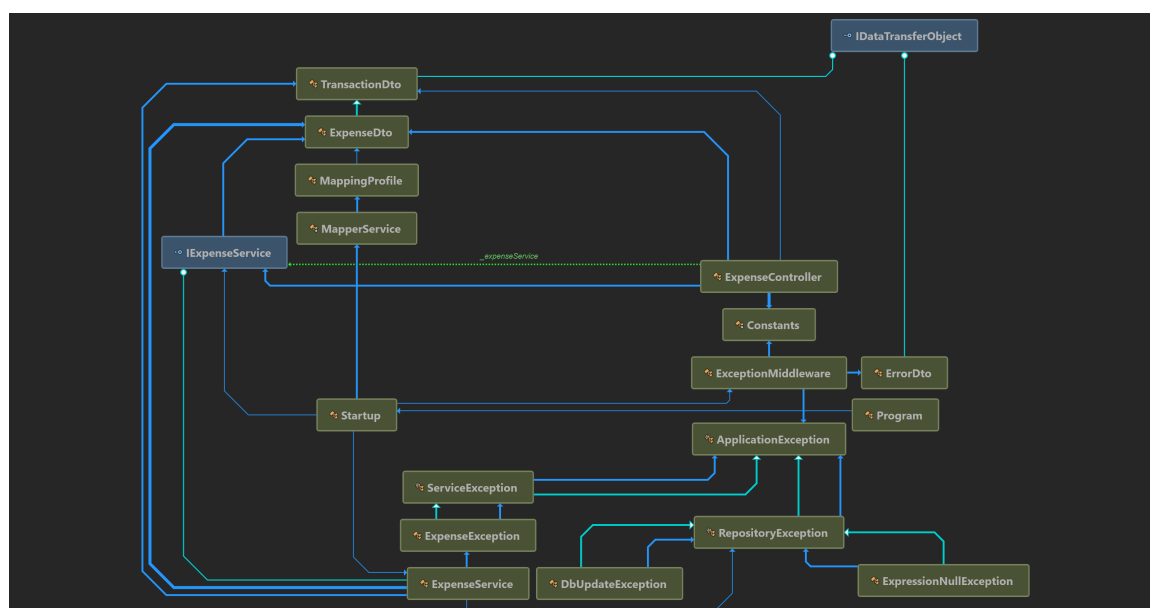 IDataTransferObject
TransactionDto
ExpenseDto
MappingProfile
MapperService
IExpenseService
_expenseService
ExpenseController
Constants
ExceptionMiddleware
ErrorDto
Startup
Program
ApplicationException
ServiceException
ExpenseException
RepositoryException
ExpenseService
DbUpdateException
ExpressionNullException